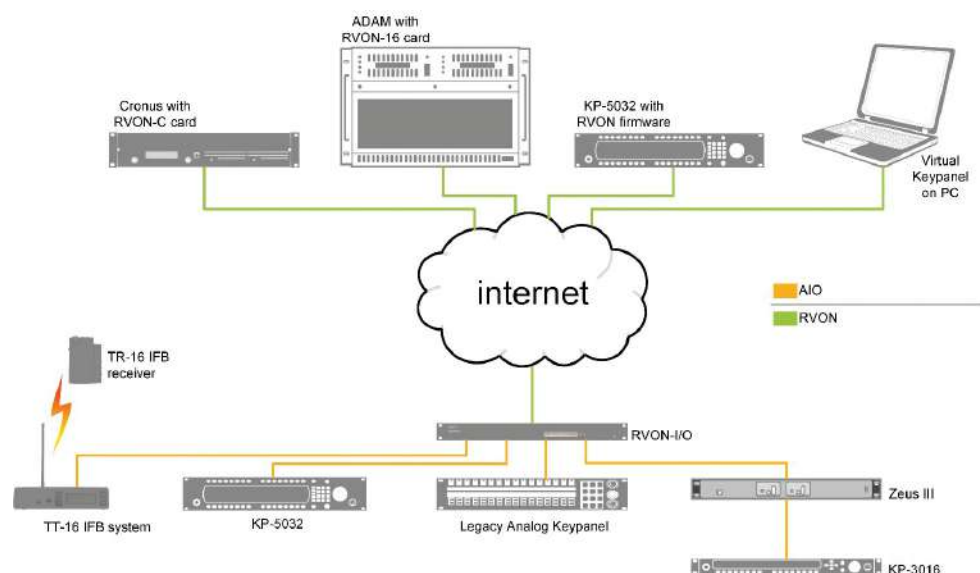 ADAM with
RVON-16 card
Cronus with
RVON-C card
KP-5032 with
RVON firmware
Virtual
Keypanel
on PC
internet
AIO
RVON
TR-16 IFB
receiver
RVON-I/O
TT-16 IFB system
KP-5032
Legacy Analog Keypanel
Zeus III
KP-3016